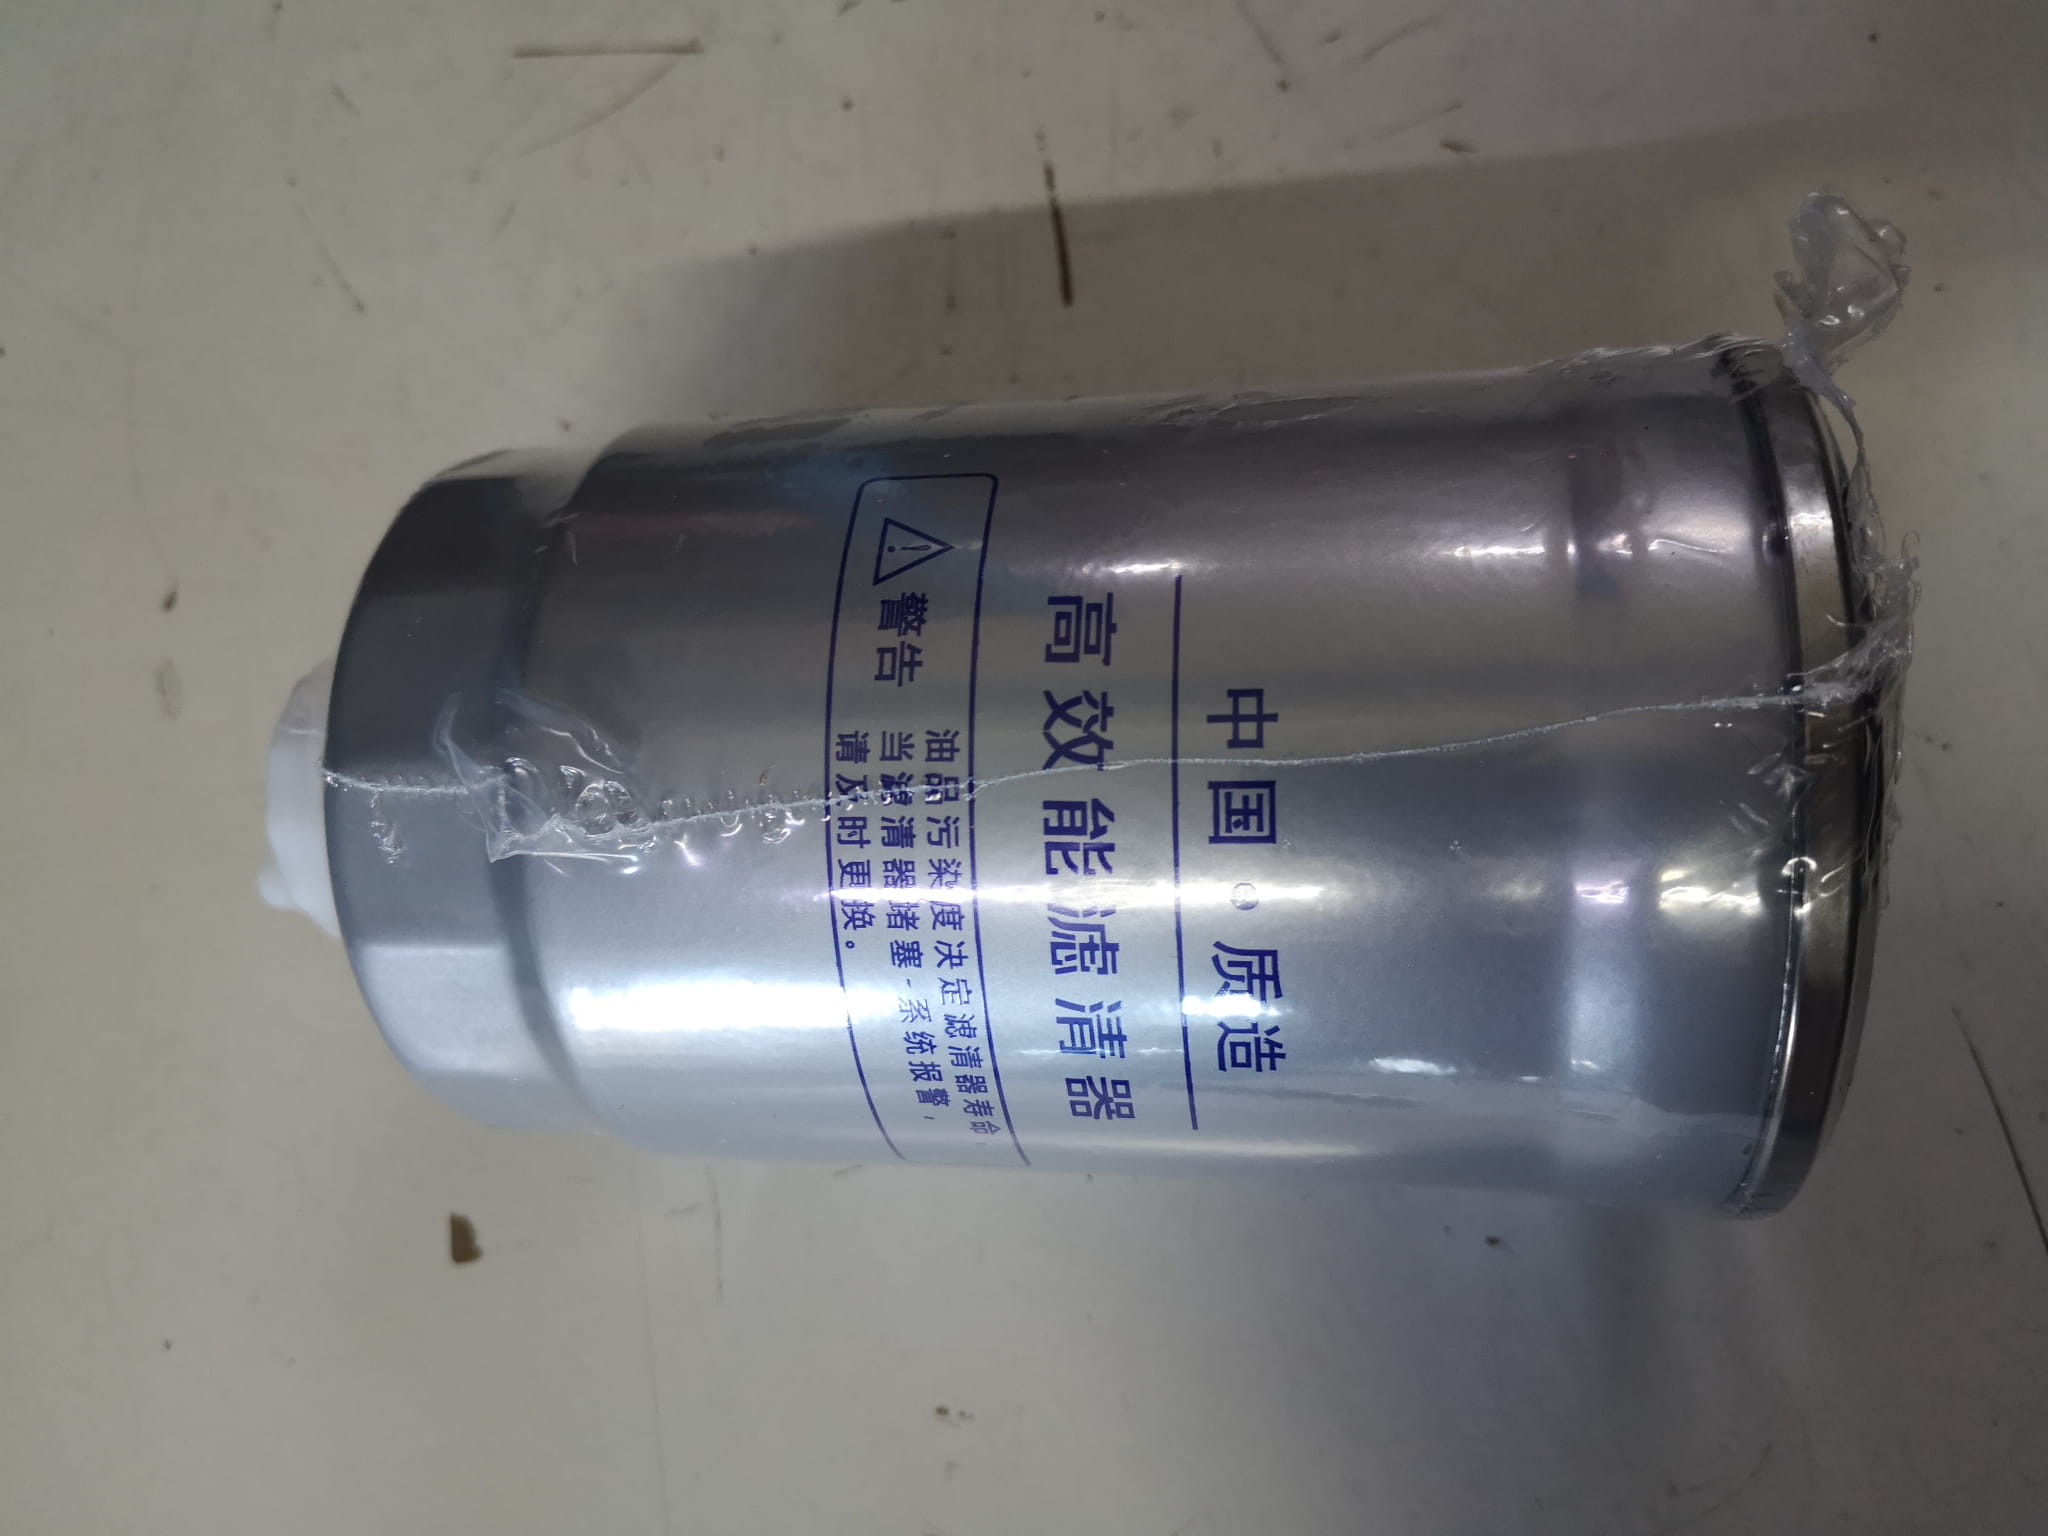 中国·质造
高效能滤清器
警告
油品污染度决定滤清器寿命，
当滤清器堵塞，系统报警，
请及时更换。